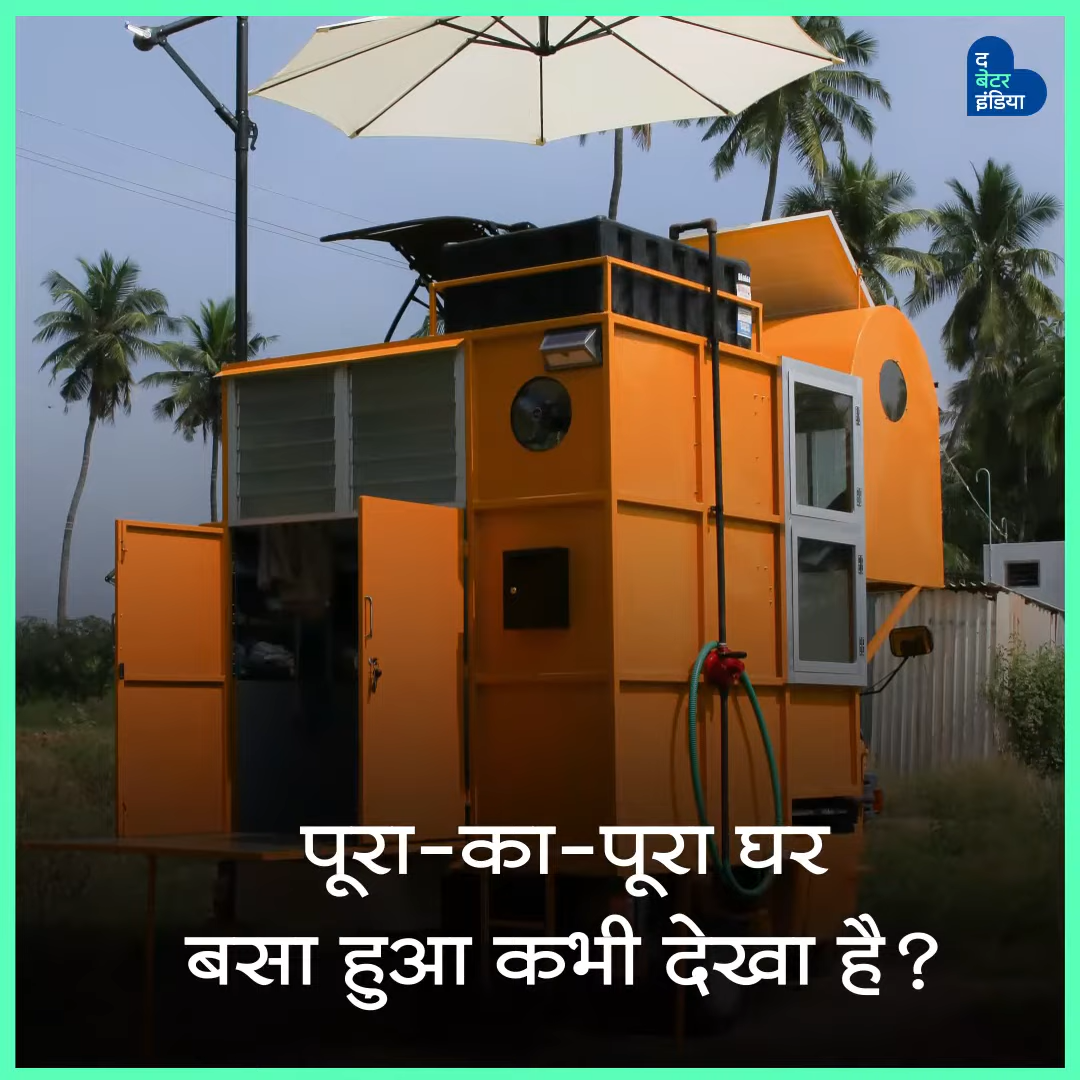 द
बेटर
इंडिया
पूरा-का-पूरा घर
बसा हुआ कभी देखा है?